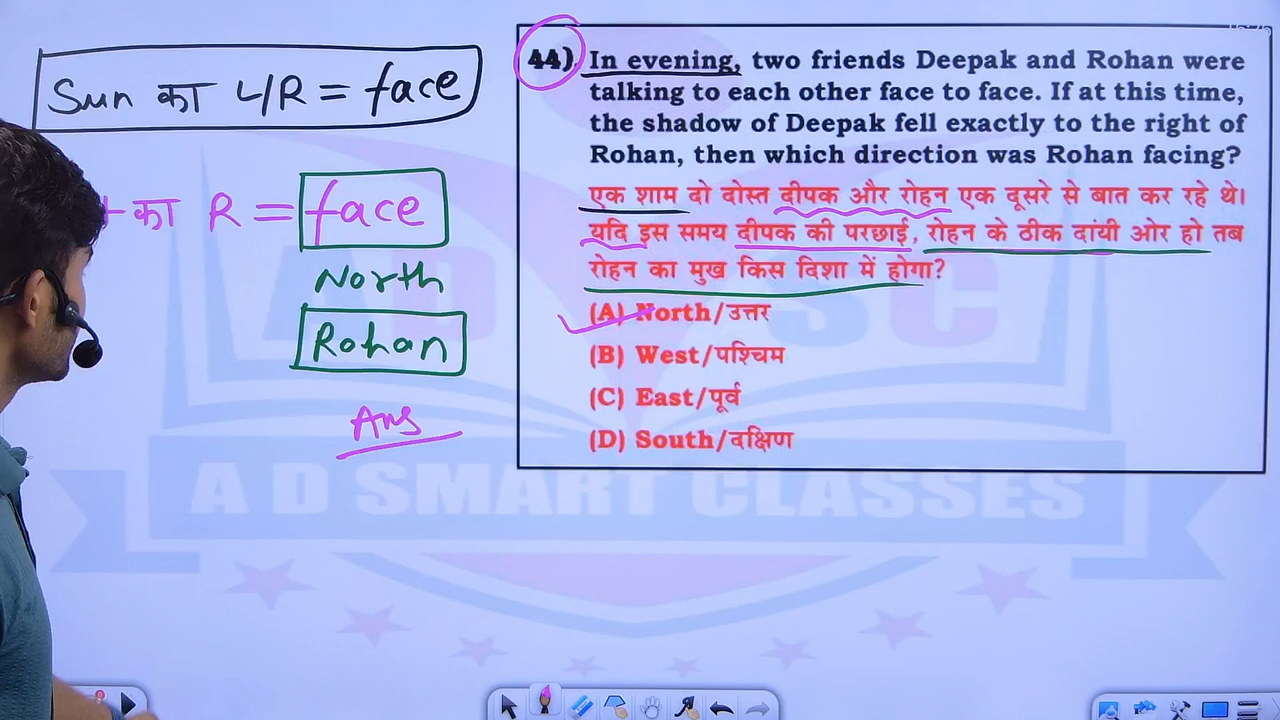 Sun का L/R = face
का R = face
North
Rohan
Ans
44) In evening, two friends Deepak and Rohan were
talking to each other face to face. If at this time,
the shadow of Deepak fell exactly to the right of
Rohan, then which direction was Rohan facing?
एक शाम दो दोस्त दीपक और रोहन एक दूसरे से बात कर रहे थे।
यदि इस समय दीपक की परछाई, रोहन के ठीक दांयी ओर हो तब
रोहन का मुख किस दिशा में होगा?
(A) North/उत्तर
(B) West/पश्चिम
(C) East/पूर्व
(D) South/दक्षिण
A D SMART CLASSES